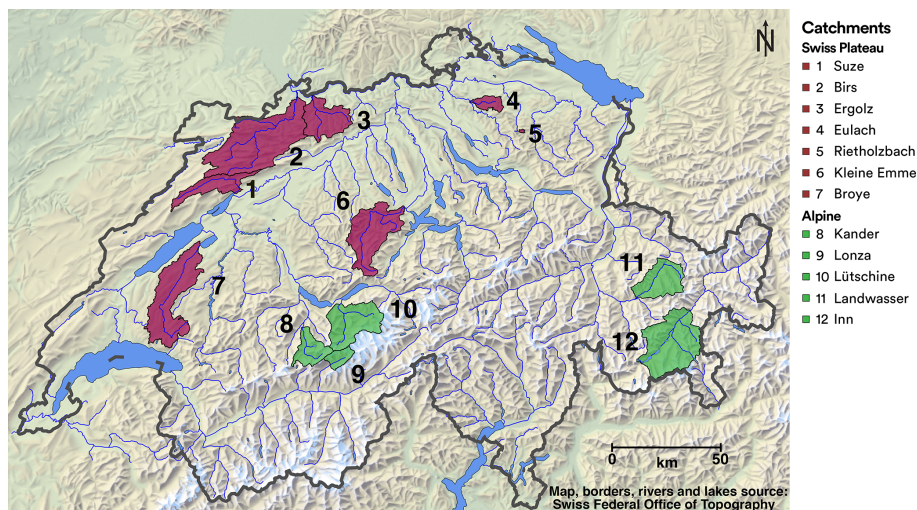 N
1
2
3
4
5
6
7
8
9
10
11
12
0 50
km
Map, borders, rivers and lakes source:
Swiss Federal Office of Topography
Catchments
Swiss Plateau
1 Suze
2 Birs
3 Ergolz
4 Eulach
5 Rietholzbach
6 Kleine Emme
7 Broye
Alpine
8 Kander
9 Lonza
10 Lütschine
11 Landwasser
12 Inn